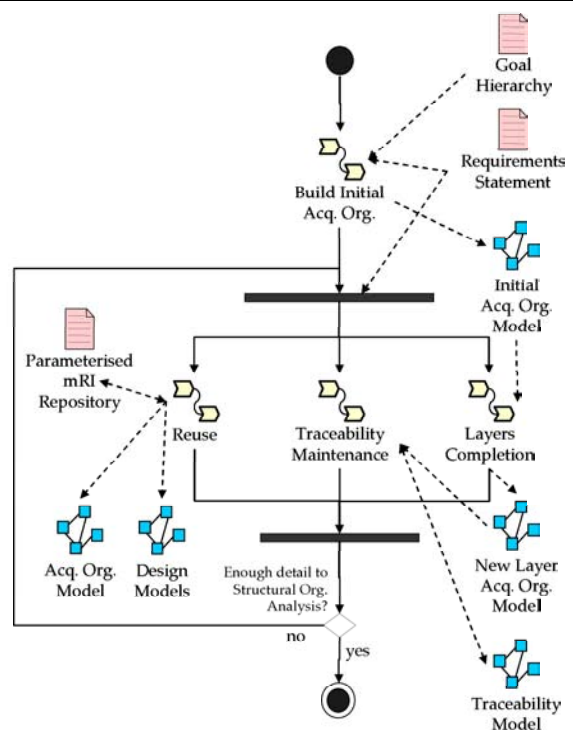 Goal
Hierarchy
Requirements
Statement
Build Initial
Acq. Org.
Initial
Acq. Org.
Model
Parameterised
mRI
Repository
Reuse
Traceability
Maintenance
Layers
Completion
Acq. Org.
Model
Design
Models
Enough detail to
Structural Org.
Analysis?
New Layer
Acq. Org.
Model
no
yes
Traceability
Model